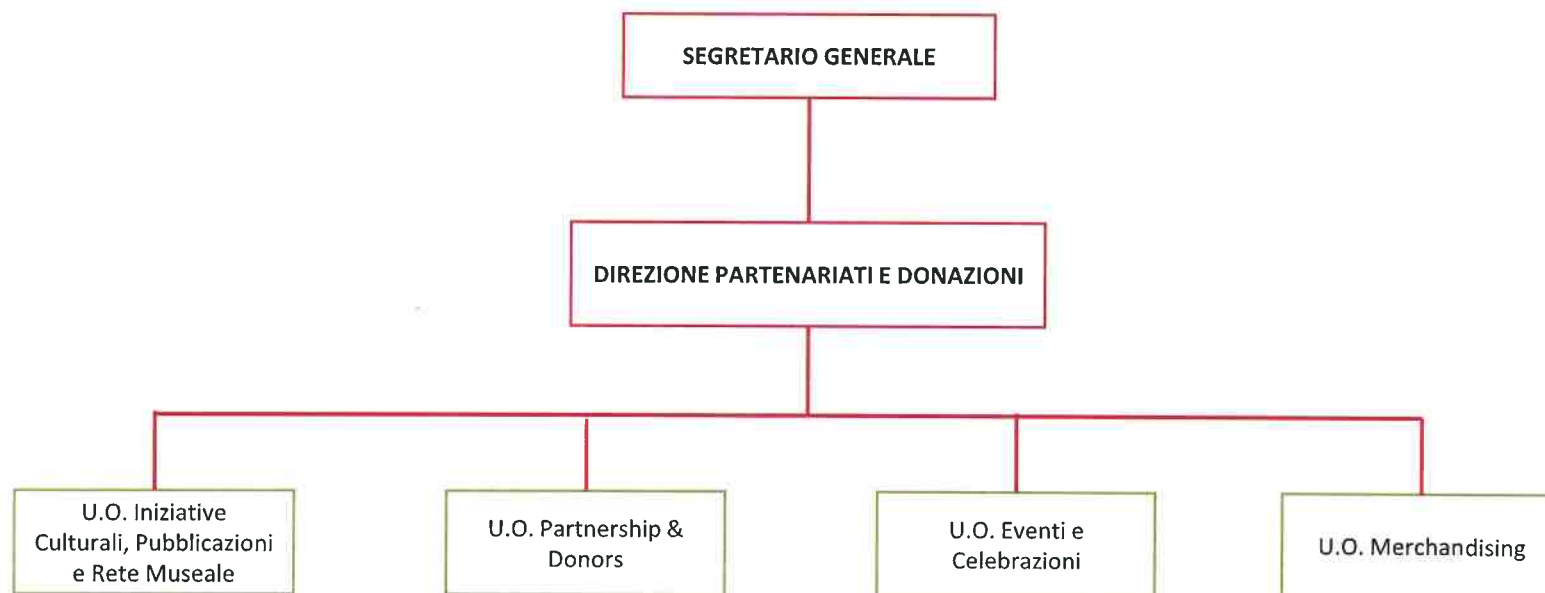 SEGRETARIO GENERALE
DIREZIONE PARTENARIATI E DONAZIONI
U.O. Iniziative
Culturali, Pubblicazioni
e Rete Museale
U.O. Partnership &
Donors
U.O. Eventi e
Celebrazioni
U.O. Merchandising